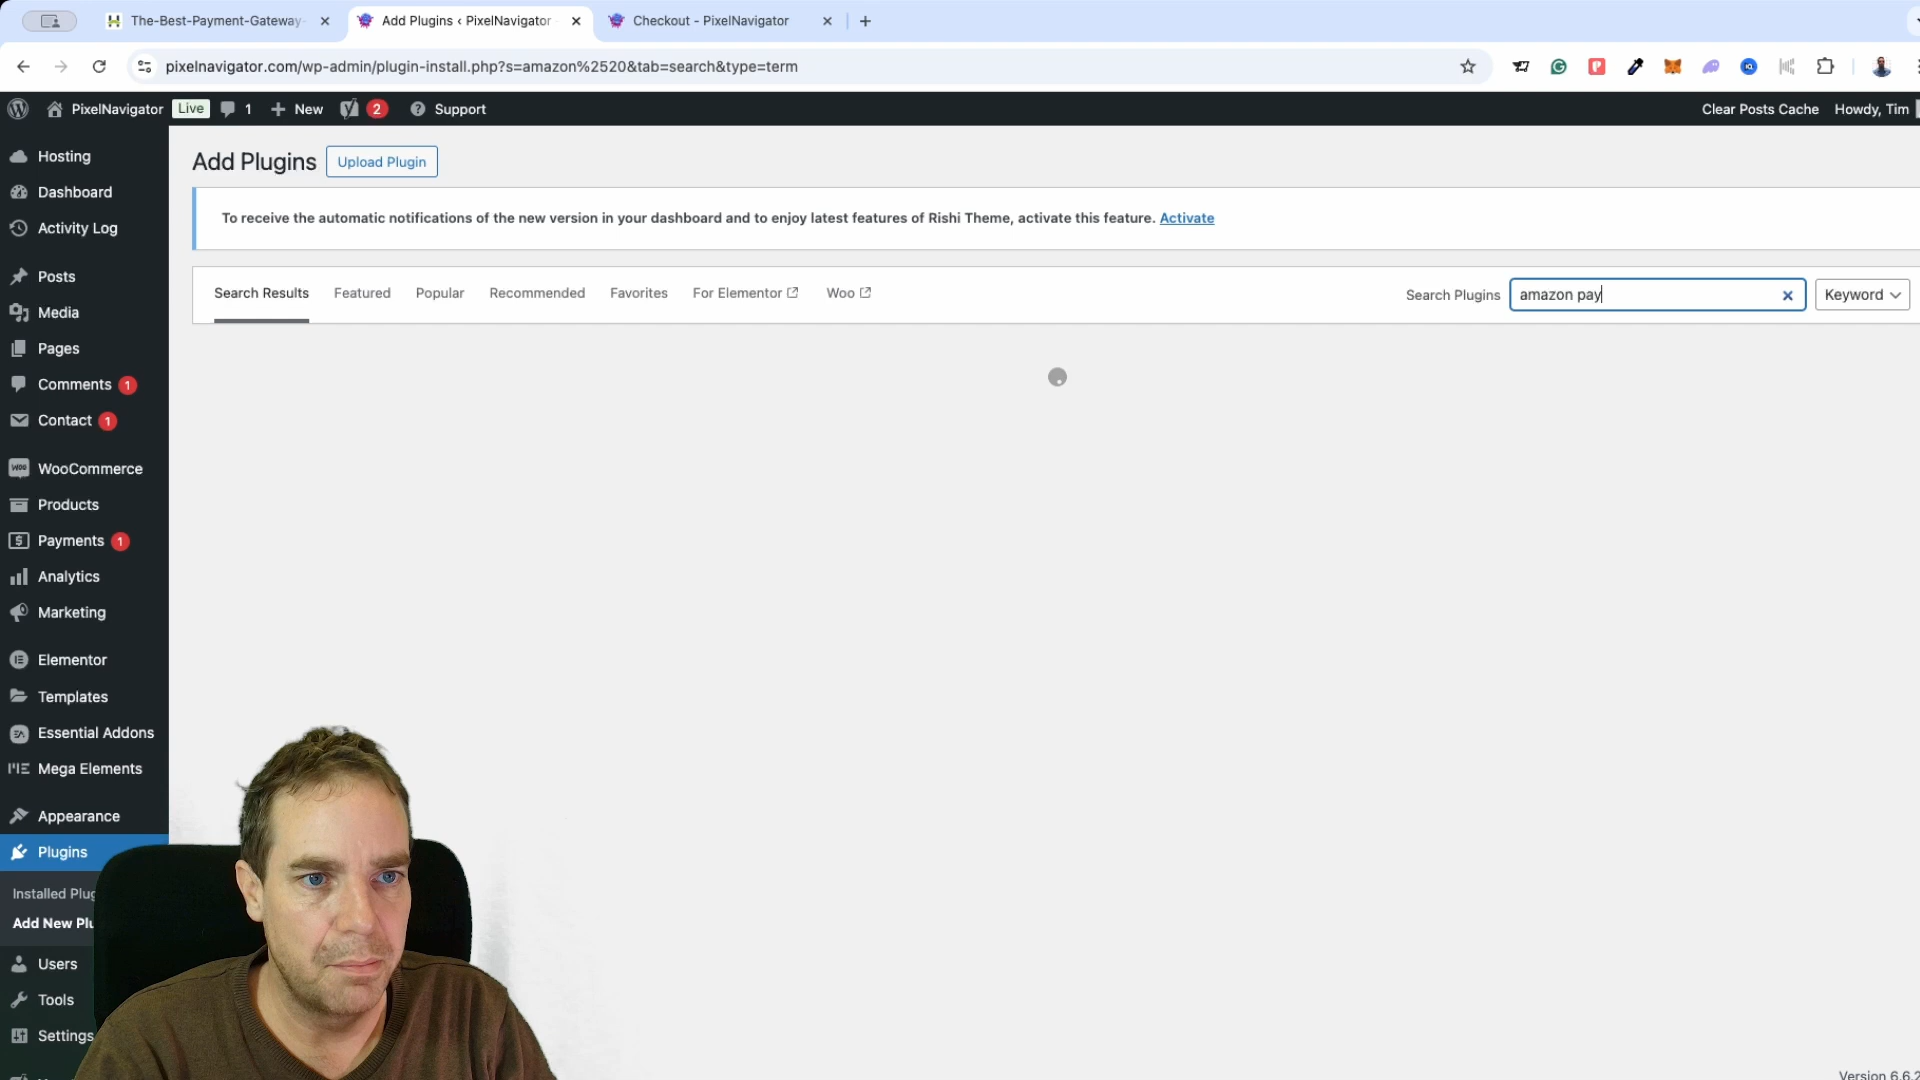 The-Best-Payment-Gateway-
Add Plugins ‹ PixelNavigator
Checkout - PixelNavigator
pixelnavigator.com/wp-admin/plugin-install.php?s=amazon%2520&tab=search&type=term
PixelNavigator
Live
1
New
2
Support
Clear Posts Cache
Howdy, Tim
Hosting
Dashboard
Activity Log
Posts
Media
Pages
Comments 1
Contact 1
WooCommerce
Products
Payments 1
Analytics
Marketing
Elementor
Templates
Essential Addons
Mega Elements
Appearance
Plugins
Installed Plug
Add New Plu
Users
Tools
Settings
Add Plugins
Upload Plugin
To receive the automatic notifications of the new version in your dashboard and to enjoy latest features of Rishi Theme, activate this feature. Activate
Search Results
Featured
Popular
Recommended
Favorites
For Elementor
Woo
Search Plugins
amazon pay
Keyword
Version 6.6.2